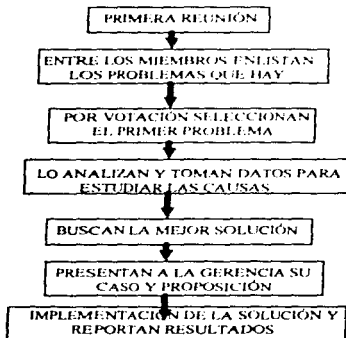 PRIMERA REUNIÓN
ENTRE LOS MIEMBROS ENLISTAN
LOS PROBLEMAS QUE HAY
POR VOTACIÓN SELECCIONAN
EL PRIMER PROBLEMA
LO ANALIZAN Y TOMAN DATOS PARA
ESTUDIAR LAS CAUSAS
BUSCAN LA MEJOR SOLUCIÓN
PRESENTAN A LA GERENCIA SU
CASO Y PROPOSICIÓN
IMPLEMENTACIÓN DE LA SOLUCIÓN Y
REPORTAN RESULTADOS